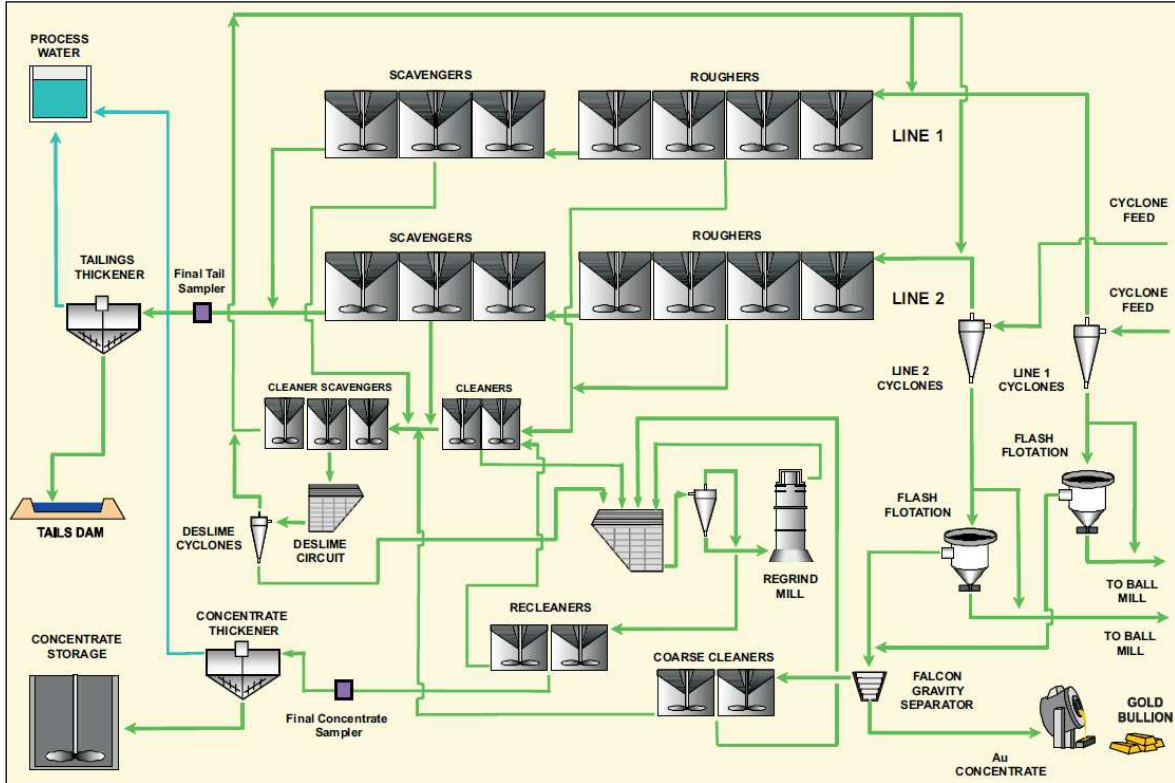 PROCESS
WATER
SCAVENGERS
ROUGHERS
LINE 1
CYCLONE
FEED
SCAVENGERS
ROUGHERS
TAILINGS
THICKENER
Final Tail
Sampler
LINE 2
CYCLONE
FEED
LINE 2
CYCLONES
LINE 1
CYCLONES
CLEANER SCAVENGERS
CLEANERS
FLASH
FLOTATION
FLASH
FLOTATION
TAILS DAM
DESLIME
CYCLONES
DESLIME
CIRCUIT
REGRIND
MILL
TO BALL
MILL
RECLEANERS
CONCENTRATE
THICKENER
CONCENTRATE
STORAGE
TO BALL
MILL
COARSE CLEANERS
FALCON
GRAVITY
SEPARATOR
GOLD
BULLION
Final Concentrate
Sampler
Au
CONCENTRATE